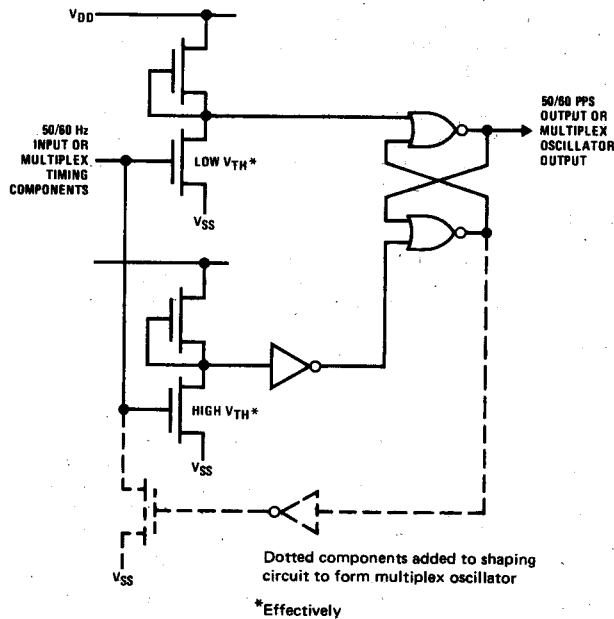 VDD
50/60 Hz
INPUT OR
MULTIPLEX
TIMING
COMPONENTS
LOW VTH*
VSS
50/60 PPS
OUTPUT OR
MULTIPLEX
OSCILLATOR
OUTPUT
HIGH VTH*
VSS
VSS
Dotted components added to shaping
circuit to form multiplex oscillator
*Effectively